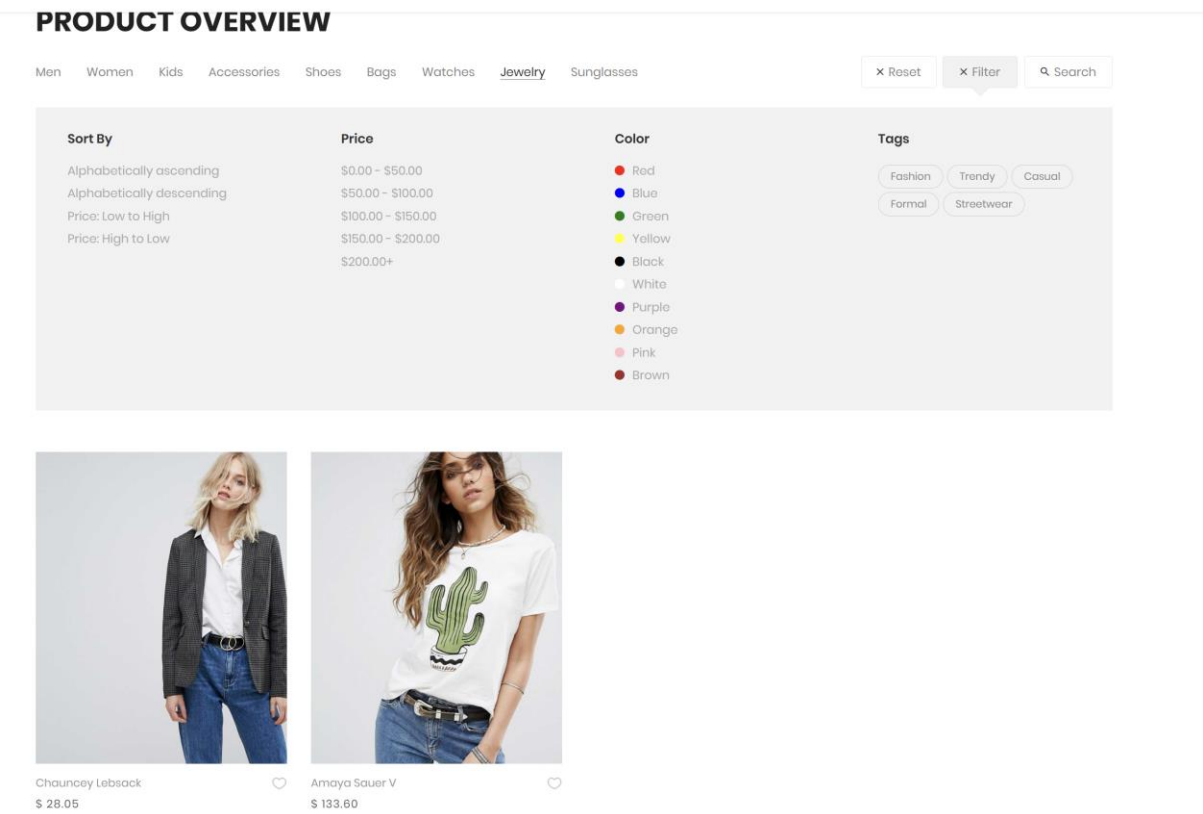 PRODUCT OVERVIEW
Men Women Kids Accessories Shoes Bags Watches Jewelry Sunglasses
× Reset × Filter Search
Sort By
Alphabetically ascending
Alphabetically descending
Price: Low to High
Price: High to Low
Price
$0.00 - $50.00
$50.00 - $100.00
$100.00 - $150.00
$150.00 - $200.00
$200.00+
Color
Red
Blue
Green
Yellow
Black
White
Purple
Orange
Pink
Brown
Tags
Fashion Trendy Casual
Formal Streetwear
Chauncey Lebsack
$ 28.05
Amaya Sauer V
$ 133.60